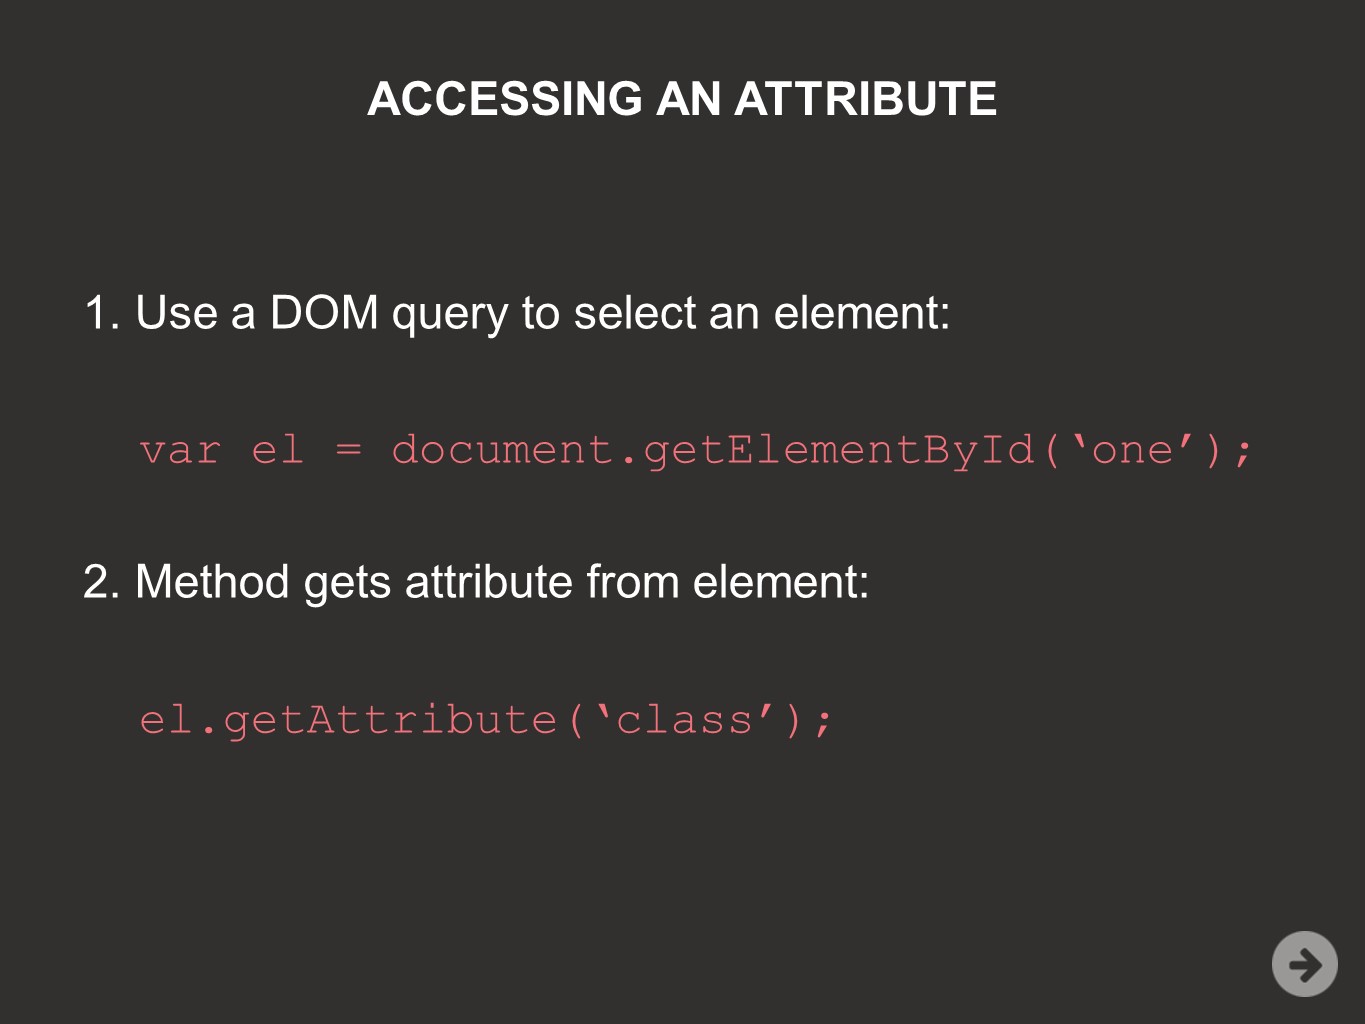 ACCESSING AN ATTRIBUTE
1. Use a DOM query to select an element:
var el = document.getElementById(‘one’);
2. Method gets attribute from element:
el.getAttribute(‘class’);